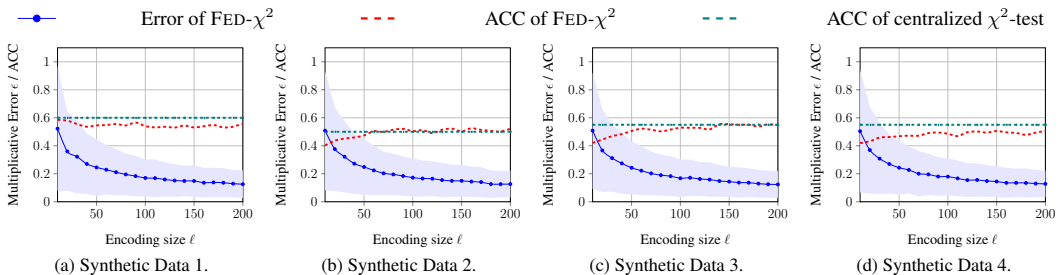 Error of FED-χ² ACC of FED-χ² ACC of centralized χ²-test
Multiplicative Error ϵ / ACC
1
0.8
0.6
0.4
0.2
0
50 100 150 200
Encoding size ℓ
(a) Synthetic Data 1.
Multiplicative Error ϵ / ACC
1
0.8
0.6
0.4
0.2
0
50 100 150 200
Encoding size ℓ
(b) Synthetic Data 2.
Multiplicative Error ϵ / ACC
1
0.8
0.6
0.4
0.2
0
50 100 150 200
Encoding size ℓ
(c) Synthetic Data 3.
Multiplicative Error ϵ / ACC
1
0.8
0.6
0.4
0.2
0
50 100 150 200
Encoding size ℓ
(d) Synthetic Data 4.